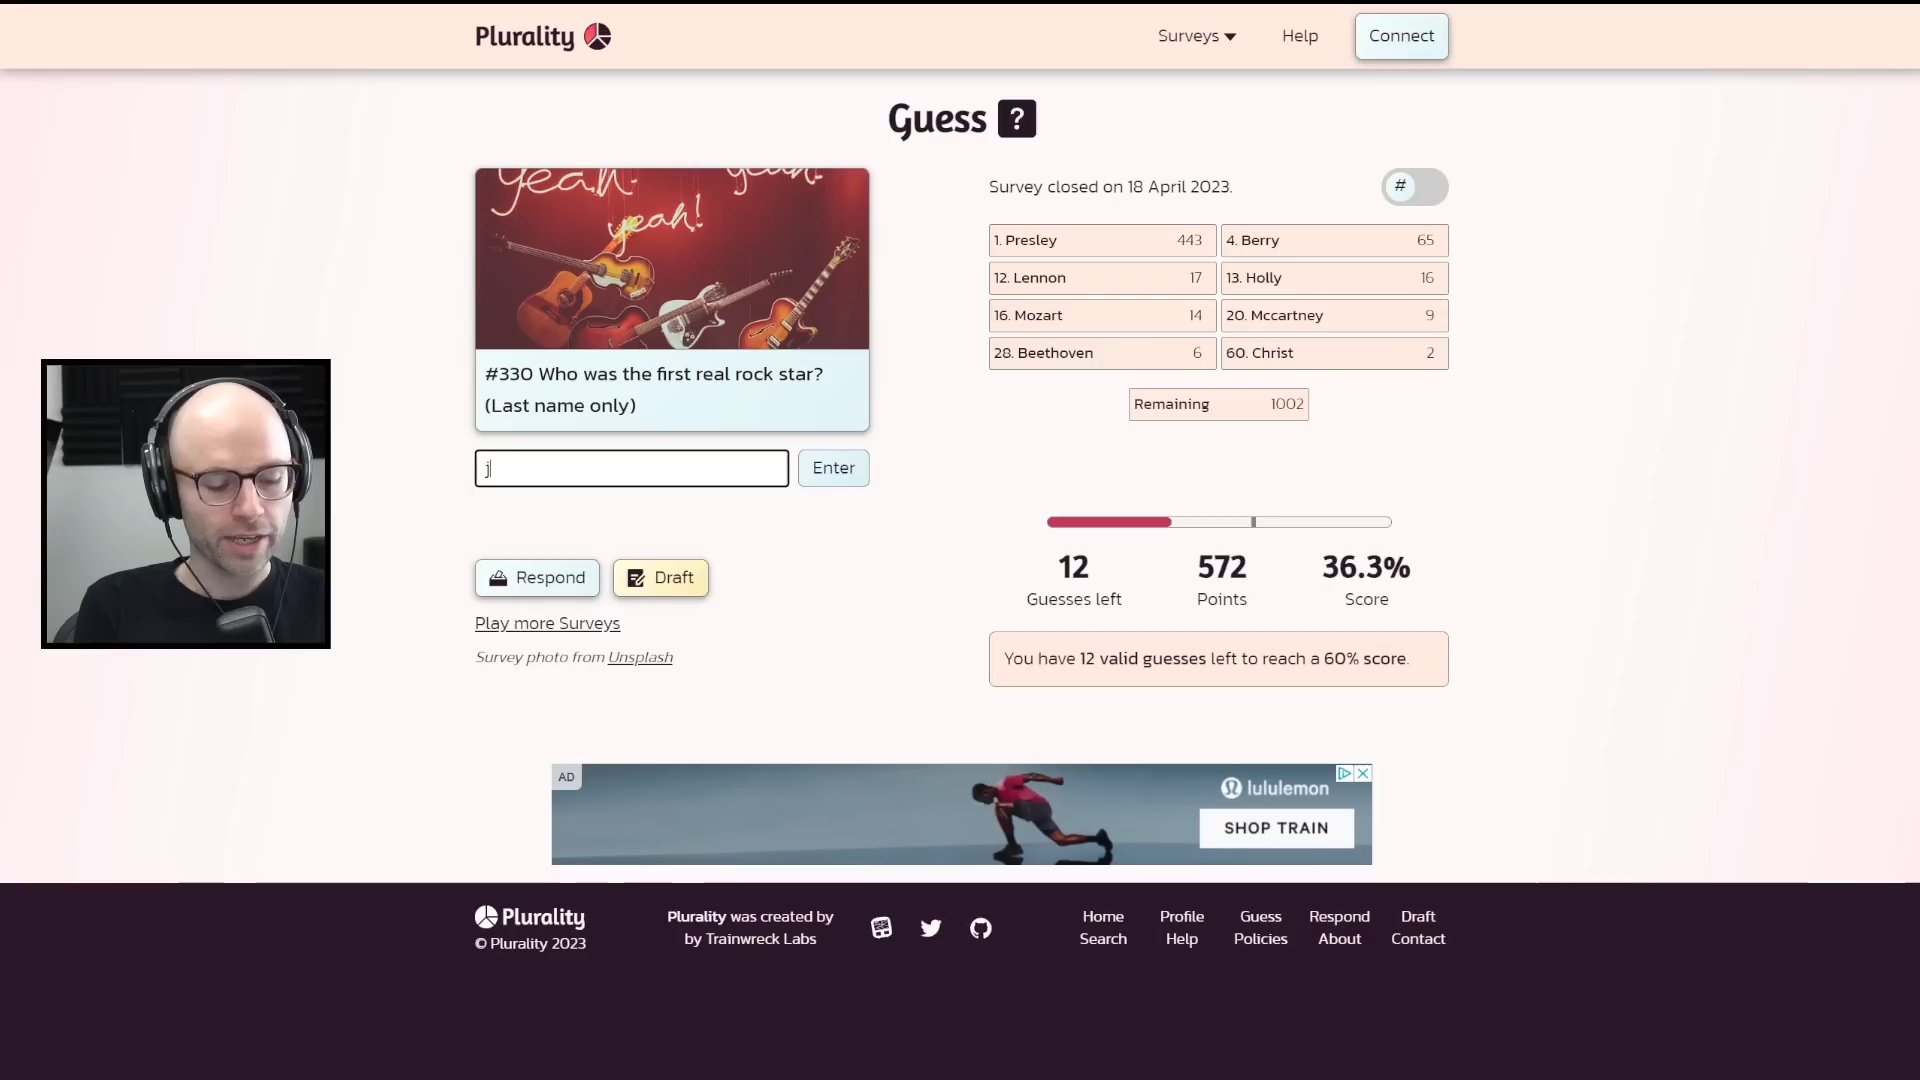 Plurality
Surveys
Help
Connect
Guess ?
yeah
yeah!
yeah
#330 Who was the first real rock star?
(Last name only)
j
Enter
Respond
Draft
Play more Surveys
Survey photo from Unsplash
Survey closed on 18 April 2023.
#
1. Presley 443
4. Berry 65
12. Lennon 17
13. Holly 16
16. Mozart 14
20. Mccartney 9
28. Beethoven 6
60. Christ 2
Remaining 1002
12
Guesses left
572
Points
36.3%
Score
You have 12 valid guesses left to reach a 60% score.
AD
lululemon
SHOP TRAIN
Plurality
© Plurality 2023
Plurality was created by
by Trainwreck Labs
Home
Search
Profile
Help
Guess
Policies
Respond
About
Draft
Contact